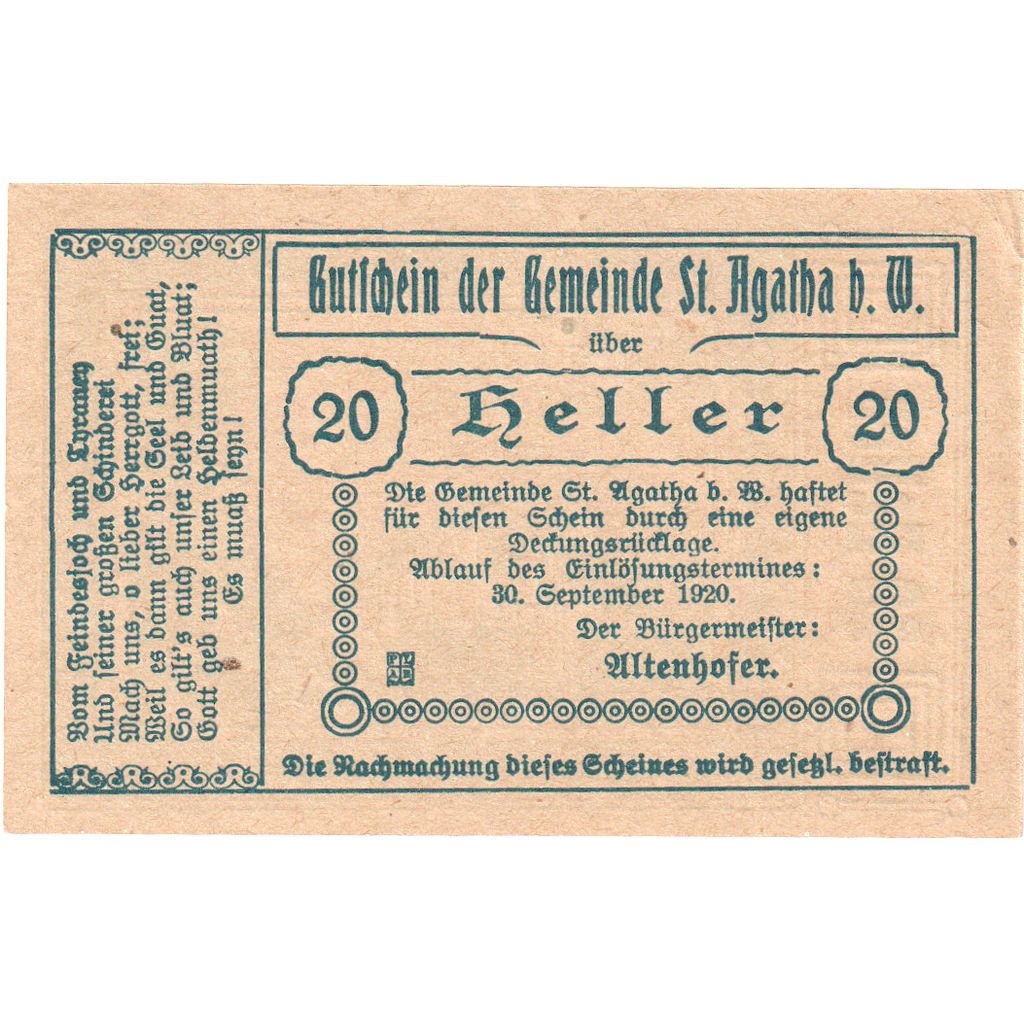 Vom Feindesjoch und Tyraney
Und seiner großen Schinderei
Mach uns, o lieber Herrgott, frei;
Weil es dann gilt die Seel und Guat,
So gilt's auch unser Leib und Bluat;
Gott geb uns einen Heldenmuath!
Es muaß seyn!
Gutschein der Gemeinde St. Agatha b. W.
über
20 Heller 20
Die Gemeinde St. Agatha b. W. haftet
für diesen Schein durch eine eigene
Deckungsrücklage.
Ablauf des Einlösungstermines:
30. September 1920.
Der Bürgermeister:
Altenhofer.
Die Nachmachung dieses Scheines wird gesetzl. bestraft.